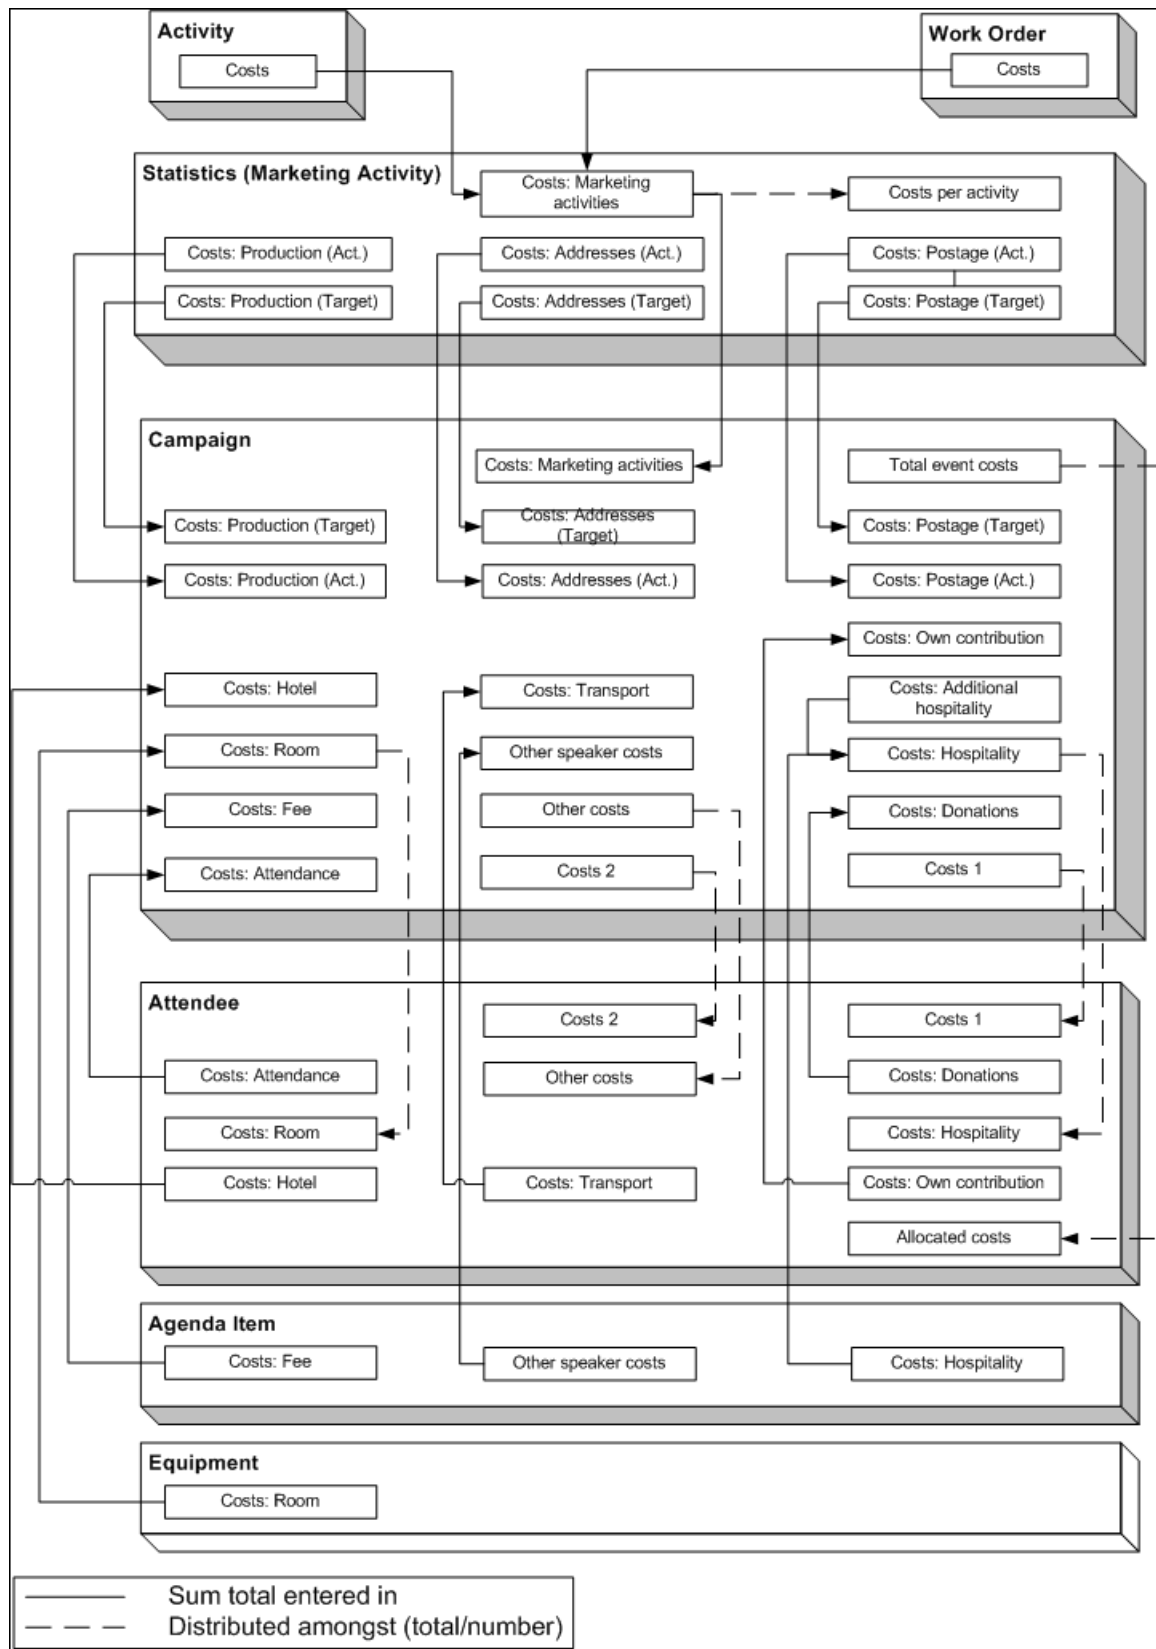 Activity
Costs
Work Order
Costs
Statistics (Marketing Activity)
Costs: Marketing
activities
Costs per activity
Costs: Production (Act.)
Costs: Addresses (Act.)
Costs: Postage (Act.)
Costs: Production (Target)
Costs: Addresses (Target)
Costs: Postage (Target)
Campaign
Costs: Marketing activities
Total event costs
Costs: Production (Target)
Costs: Addresses
(Target)
Costs: Postage (Target)
Costs: Production (Act.)
Costs: Addresses (Act.)
Costs: Postage (Act.)
Costs: Own contribution
Costs: Hotel
Costs: Transport
Costs: Additional
hospitality
Costs: Room
Other speaker costs
Costs: Hospitality
Costs: Fee
Other costs
Costs: Donations
Costs: Attendance
Costs 2
Costs 1
Attendee
Costs 2
Costs 1
Costs: Attendance
Other costs
Costs: Donations
Costs: Room
Costs: Hospitality
Costs: Hotel
Costs: Transport
Costs: Own contribution
Allocated costs
Agenda Item
Costs: Fee
Other speaker costs
Costs: Hospitality
Equipment
Costs: Room
Sum total entered in
Distributed amongst (total/number)